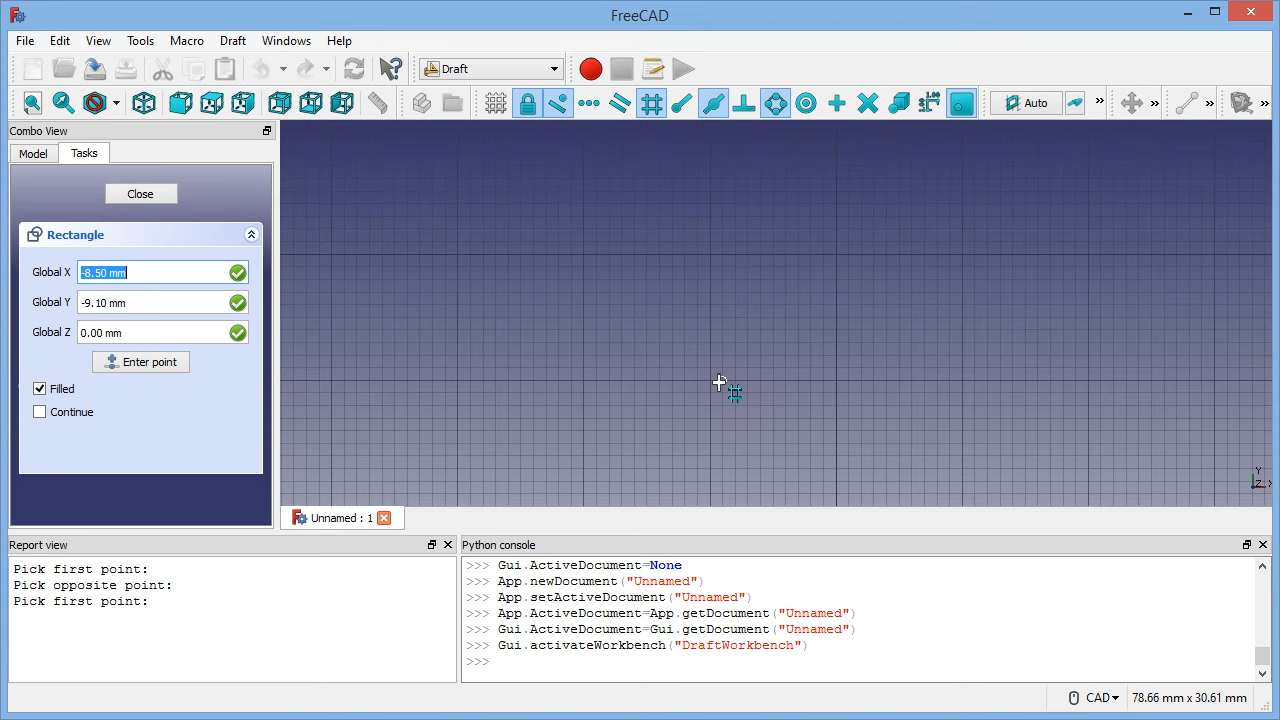 FreeCAD
File Edit View Tools Macro Draft Windows Help
Draft
1.00
Auto
»
»
»
»
Combo View
Model Tasks
Close
Rectangle
Global X -8.50 mm
Global Y -9.10 mm
Global Z 0.00 mm
Enter point
Filled
Continue
Y
Z X
Unnamed : 1
Report view
Pick first point:
Pick opposite point:
Pick first point:
Python console
>>> Gui.ActiveDocument=None
>>> App.newDocument("Unnamed")
>>> App.setActiveDocument("Unnamed")
>>> App.ActiveDocument=App.getDocument("Unnamed")
>>> Gui.ActiveDocument=Gui.getDocument("Unnamed")
>>> Gui.activateWorkbench("DraftWorkbench")
>>>
CAD 78.66 mm x 30.61 mm